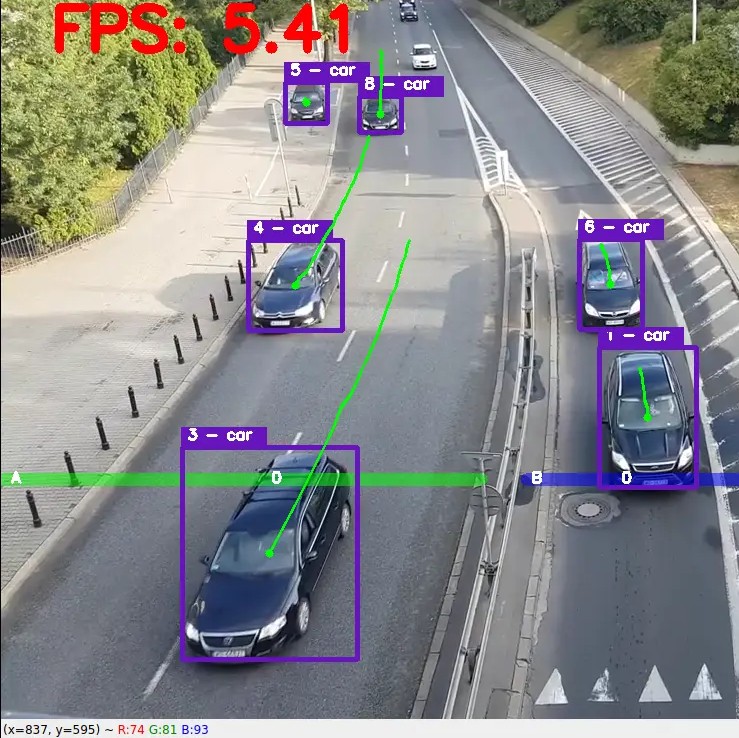 FPS: 5.41
5 - car
8 - car
4 - car
6 - car
1 - car
3 - car
A
0
B
0
(x=837, y=595) ~ R:74 G:81 B:93